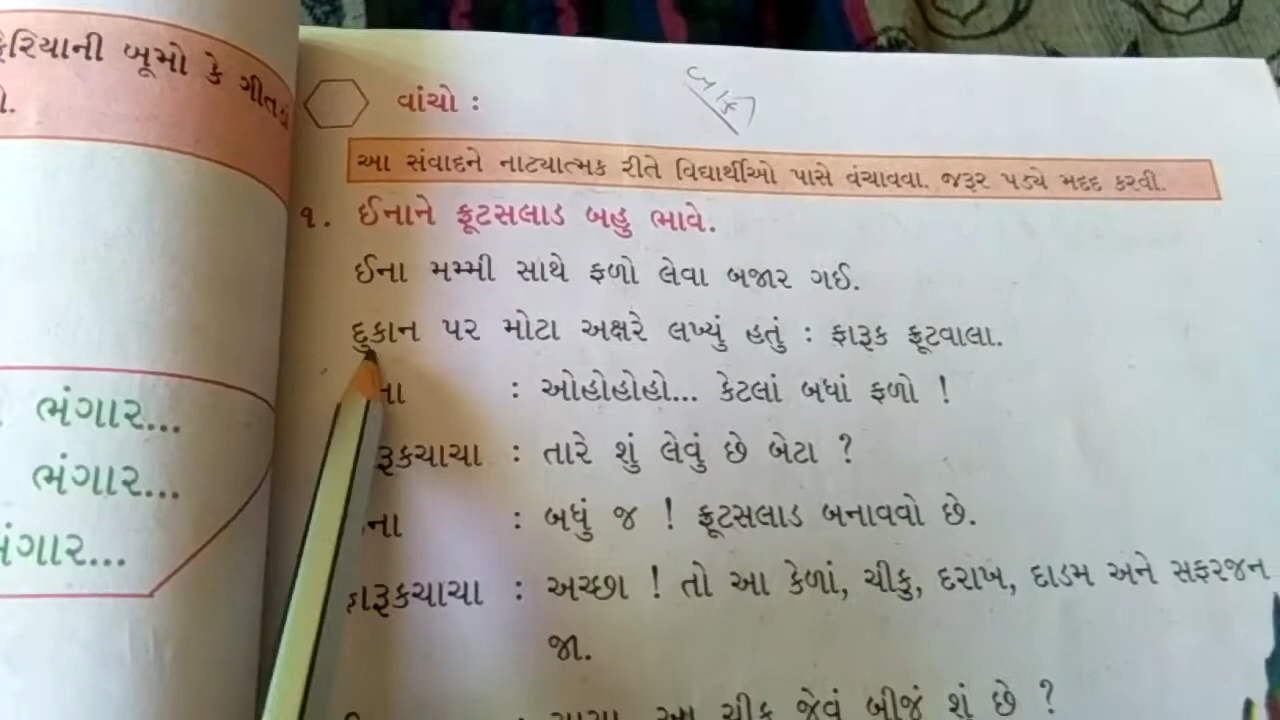 રિયાની બૂમો કે ગીત
વાંચો :
આ સંવાદને નાટ્યાત્મક રીતે વિદ્યાર્થીઓ પાસે વંચાવવા. જરૂર પડ્યે મદદ કરવી.
૧. ઈનાને ફ્રૂટસલાડ બહુ ભાવે.
ઈના મમ્મી સાથે ફળો લેવા બજાર ગઈ.
દુકાન પર મોટા અક્ષરે લખ્યું હતું : ફારૂક ફ્રૂટવાલા.
ના : ઓહોહોહો... કેટલાં બધાં ફળો !
રૂકચાચા : તારે શું લેવું છે બેટા ?
ના : બધું જ ! ફ્રૂટસલાડ બનાવવો છે.
ફારૂકચાચા : અચ્છા ! તો આ કેળાં, ચીકુ, દરાખ, દાડમ અને સફરજન
જા.
: ચાચા આ ચીકુ જેવું બીજું શું છે ?
ભંગાર...
ભંગાર...
ભંગાર...